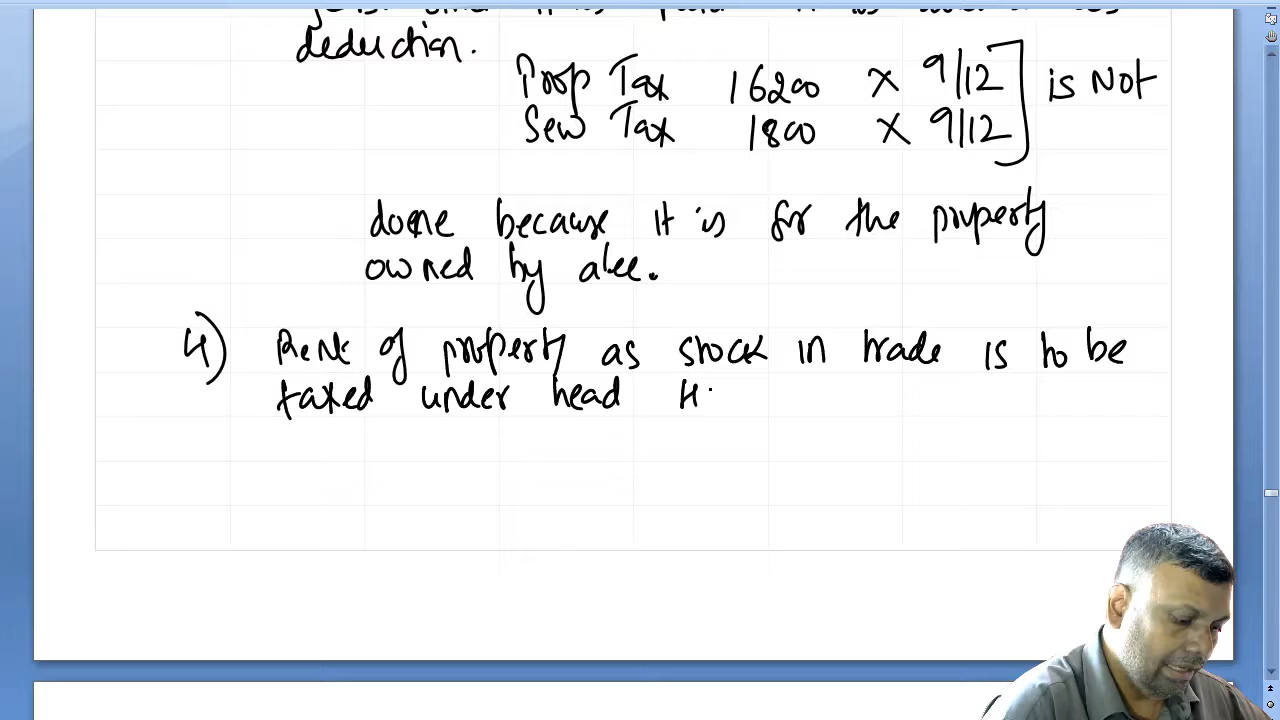 deduction.
Prop Tax 16200 X 9/12 ] is Not
Sew Tax 1800 X 9/12
done because it is for the property
owned by
4) Rent of property as stock in trade is to be
taxed under head H